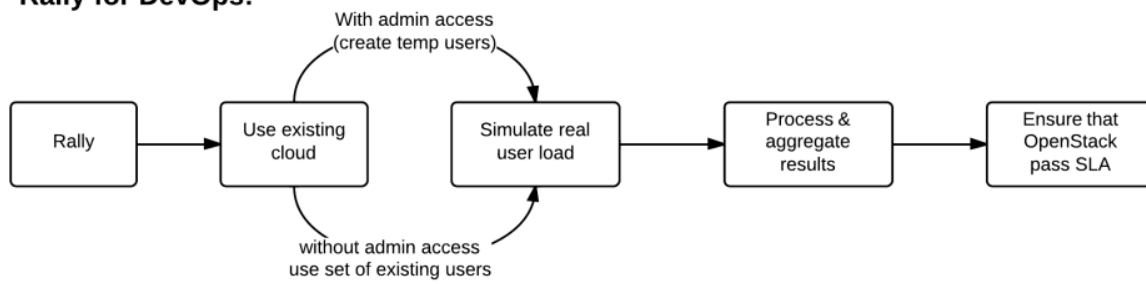 Rally for DevOps:
With admin access
(create temp users)
Rally
Use existing
cloud
Simulate real
user load
Process &
aggregate
results
Ensure that
OpenStack
pass SLA
without admin access
use set of existing users